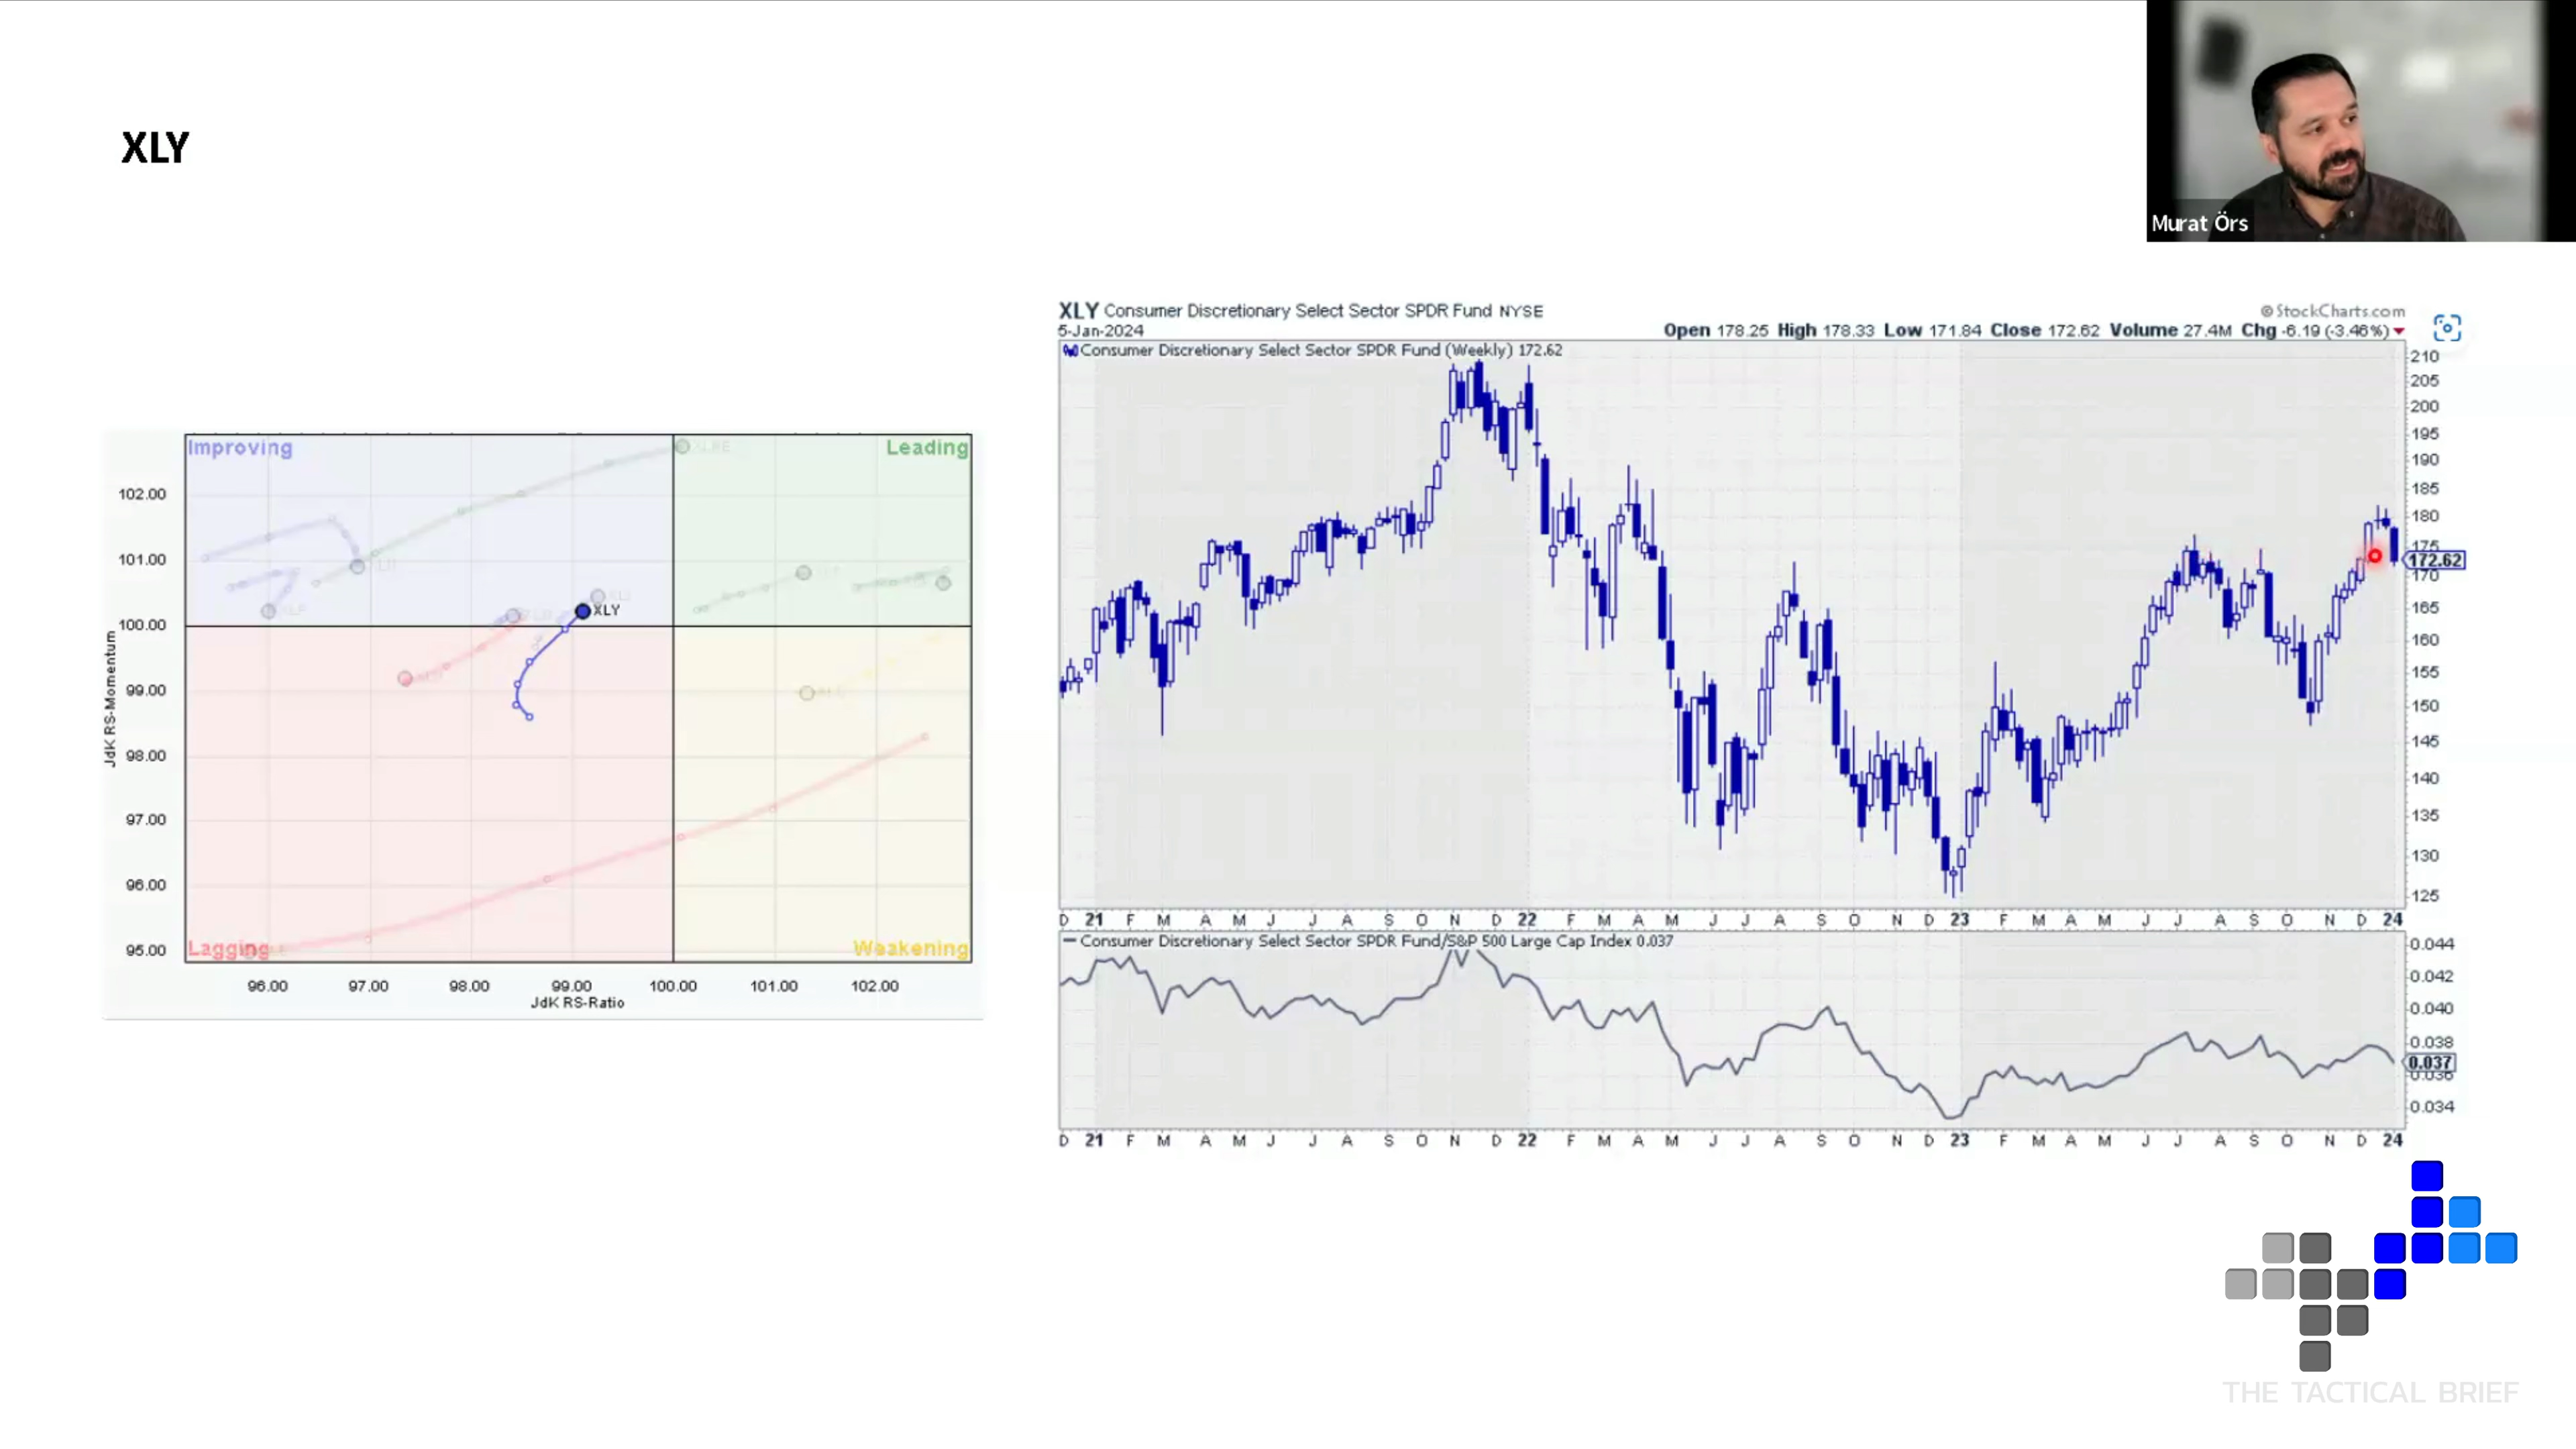 XLY
Murat Örs
Improving
Leading
102.00
101.00
100.00
99.00
98.00
97.00
96.00
95.00
JdK RS-Momentum
XLY
Lagging
Weakening
96.00 97.00 98.00 99.00 100.00 101.00 102.00
JdK RS-Ratio
XLY Consumer Discretionary Select Sector SPDR Fund NYSE
© StockCharts.com
5-Jan-2024
Open 178.25 High 178.33 Low 171.84 Close 172.62 Volume 27.4M Chg -6.19 (-3.46%)
Consumer Discretionary Select Sector SPDR Fund (Weekly) 172.62
210
205
200
195
190
185
180
175
172.62
170
165
160
155
150
145
140
135
130
125
D 21 F M A M J J A S O N D 22 F M A M J J A S O N D 23 F M A M J J A S O N D 24
Consumer Discretionary Select Sector SPDR Fund/S&P 500 Large Cap Index 0.037
0.044
0.042
0.040
0.038
0.037
0.036
0.034
D 21 F M A M J J A S O N D 22 F M A M J J A S O N D 23 F M A M J J A S O N D 24
THE TACTICAL BRIEF